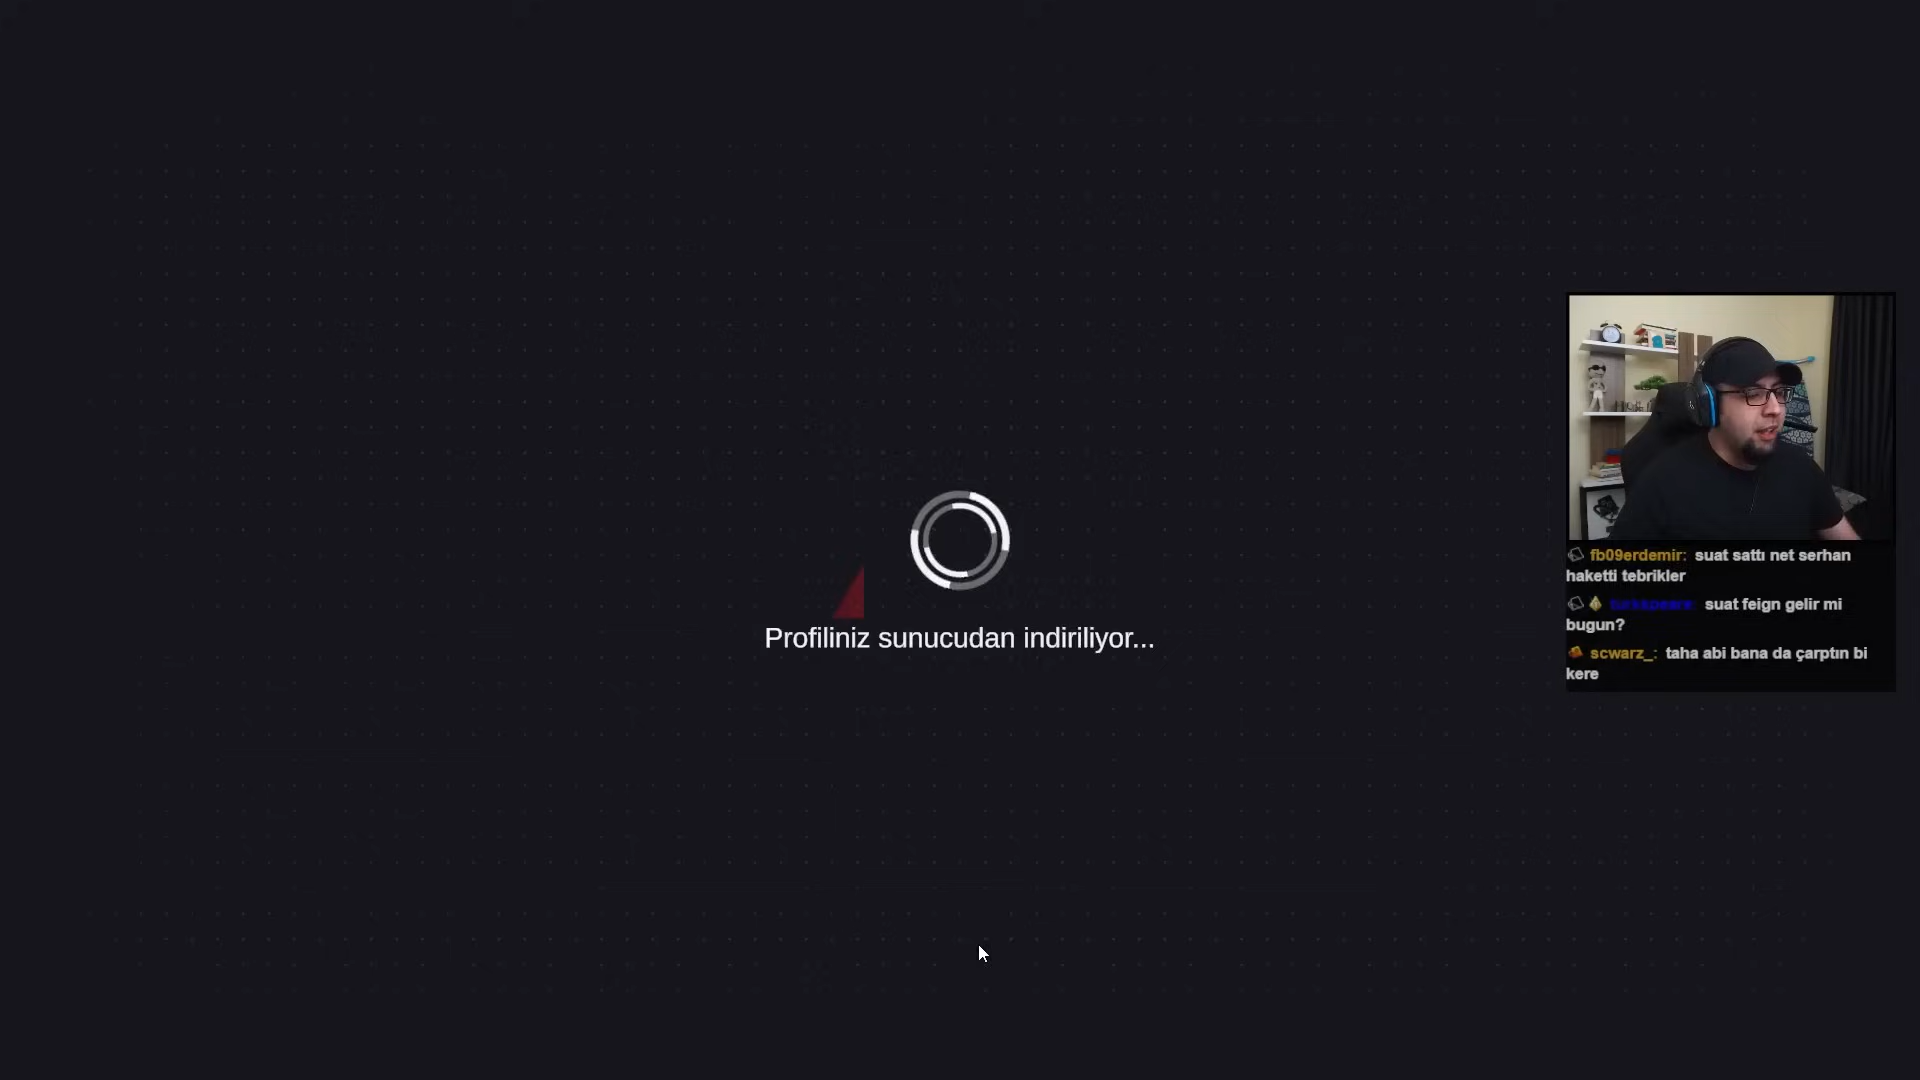 Profiliniz sunucudan indiriliyor...
fb09erdemir: suat sattı net serhan
haketti tebrikler
suat feign gelir mi
bugun?
scwarz_: taha abi bana da çarptın bi
kere